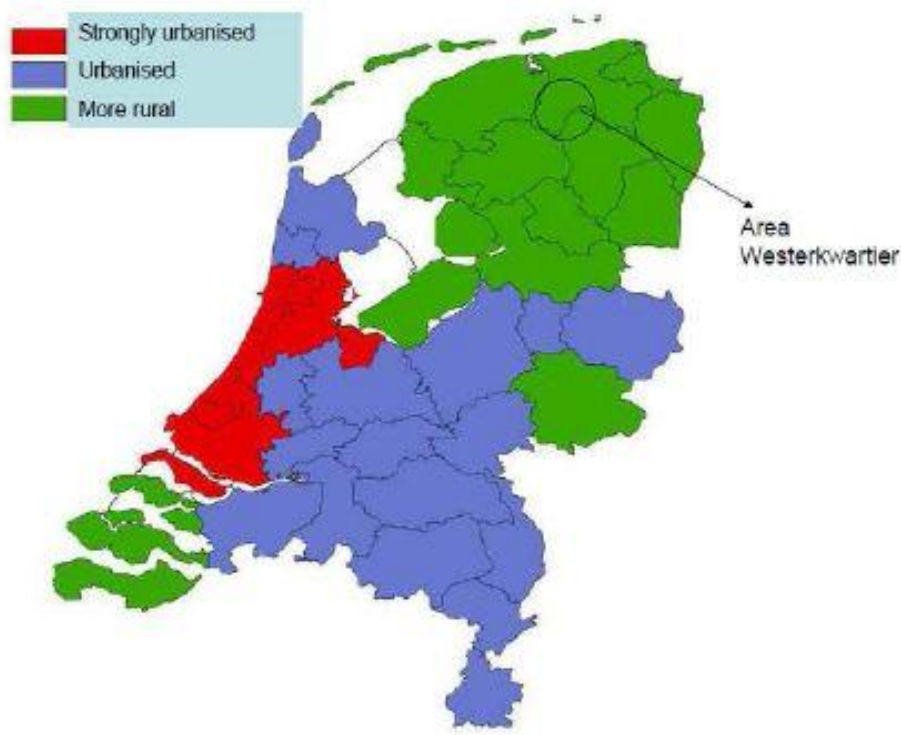 Strongly urbanised
Urbanised
More rural
Area
Westerkwartier